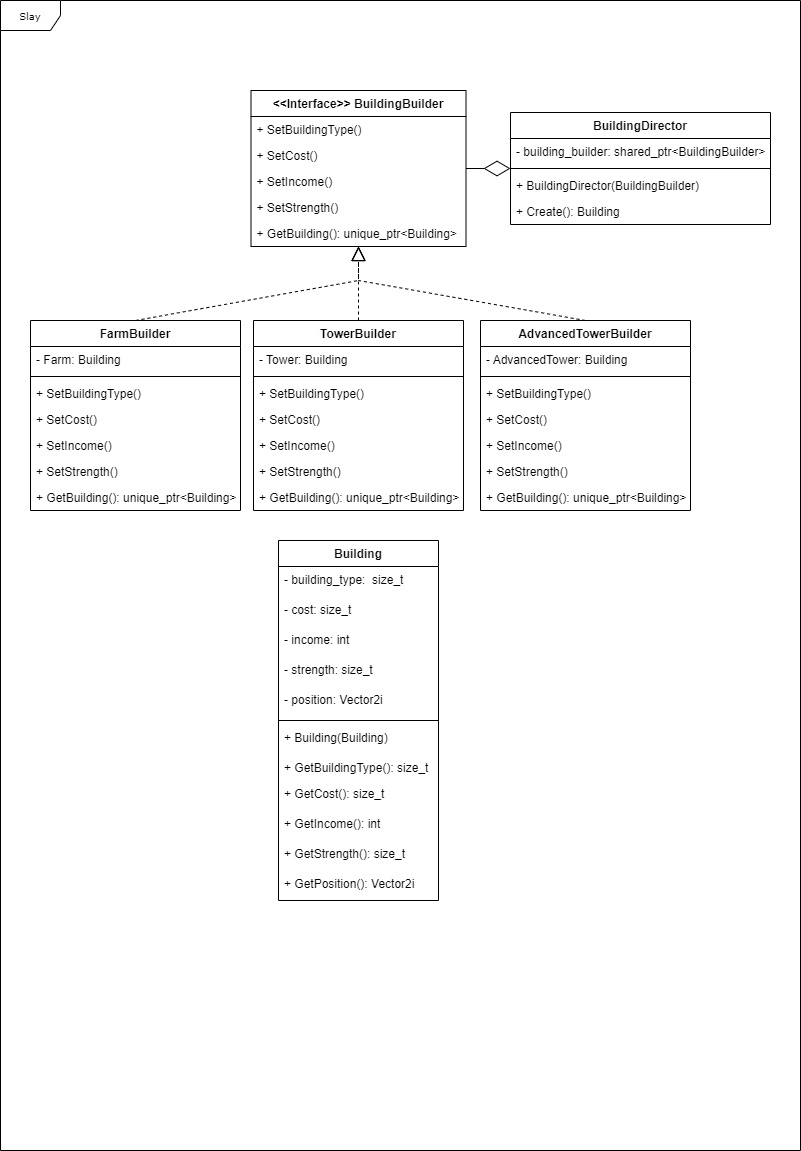 Slay
<<Interface>> BuildingBuilder
+ SetBuildingType()
+ SetCost()
+ SetIncome()
+ SetStrength()
+ GetBuilding(): unique_ptr<Building>
BuildingDirector
- building_builder: shared_ptr<BuildingBuilder>
+ BuildingDirector(BuildingBuilder)
+ Create(): Building
FarmBuilder
- Farm: Building
+ SetBuildingType()
+ SetCost()
+ SetIncome()
+ SetStrength()
+ GetBuilding(): unique_ptr<Building>
TowerBuilder
- Tower: Building
+ SetBuildingType()
+ SetCost()
+ SetIncome()
+ SetStrength()
+ GetBuilding(): unique_ptr<Building>
AdvancedTowerBuilder
- AdvancedTower: Building
+ SetBuildingType()
+ SetCost()
+ SetIncome()
+ SetStrength()
+ GetBuilding(): unique_ptr<Building>
Building
- building_type:  size_t
- cost: size_t
- income: int
- strength: size_t
- position: Vector2i
+ Building(Building)
+ GetBuildingType(): size_t
+ GetCost(): size_t
+ GetIncome(): int
+ GetStrength(): size_t
+ GetPosition(): Vector2i